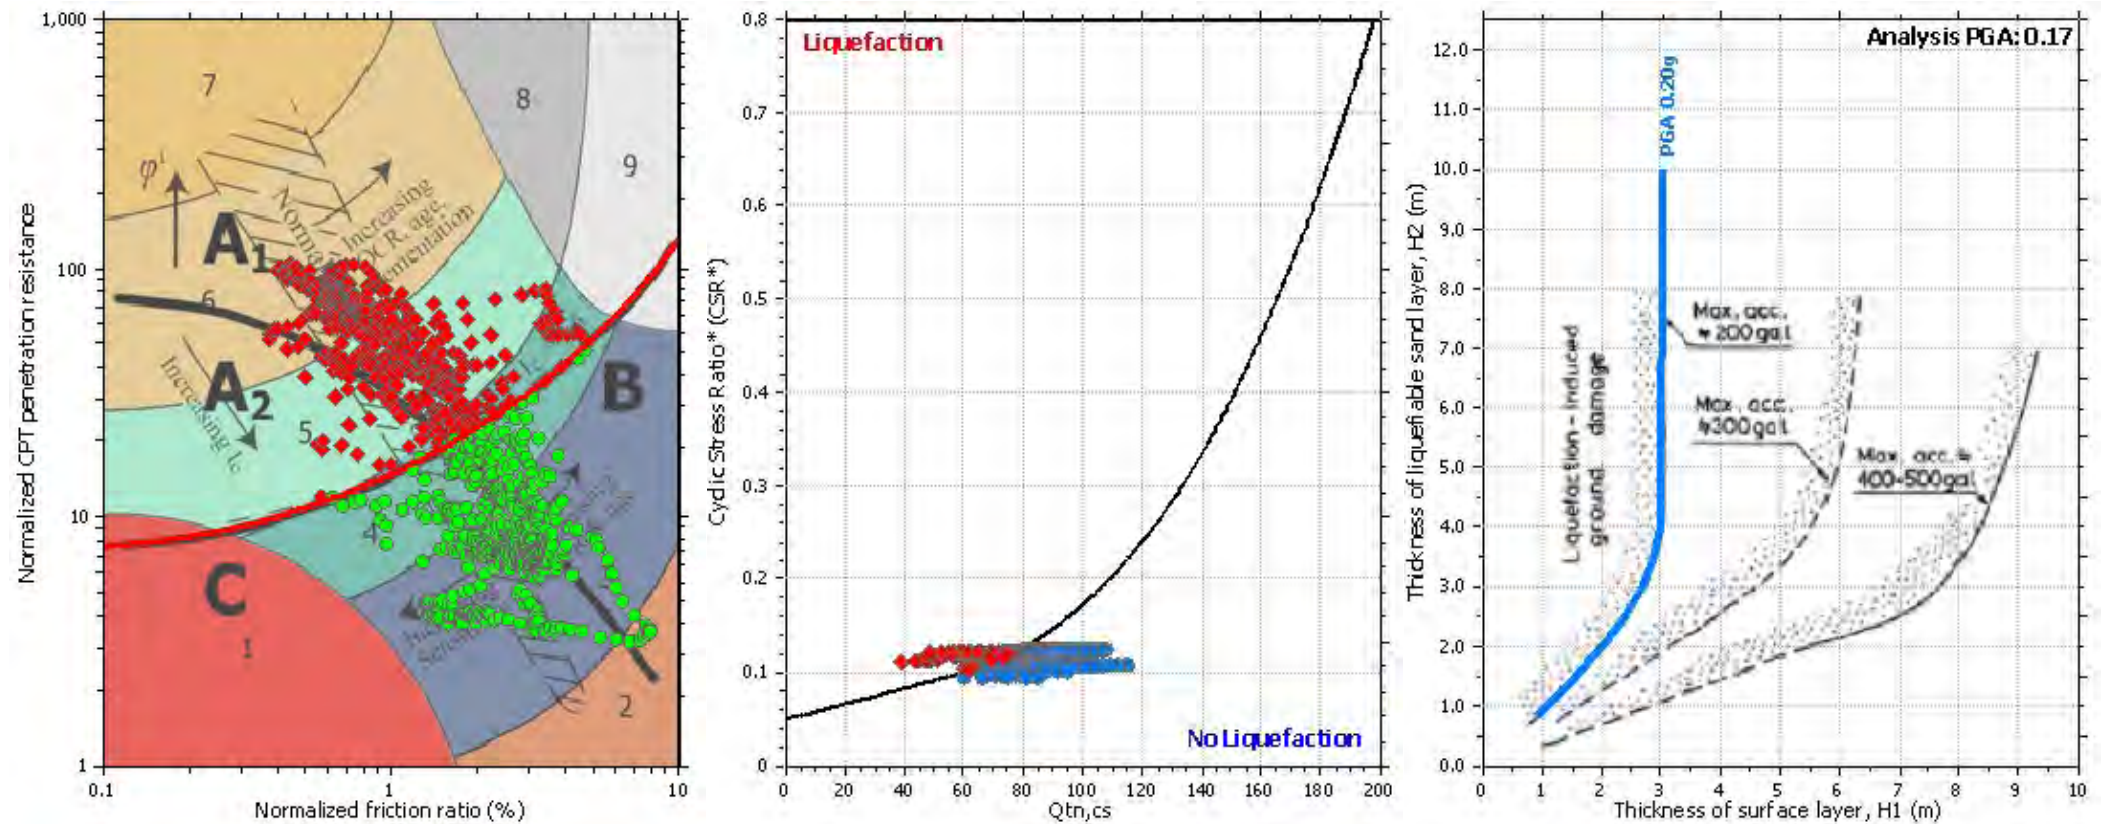 1,000
100
10
1
Normalized CPT penetration resistance
0.1
1
10
Normalized friction ratio (%)
7
8
9
φ'
A1
6
Increasing
OCR, age,
cementation
A2
Increasing Ic
5
B
4
C
1
2
Liquefaction
No Liquefaction
0.8
0.7
0.6
0.5
0.4
0.3
0.2
0.1
0
Cyclic Stress Ratio* (CSR*)
0
20
40
60
80
100
120
140
160
180
200
Qtn,cs
Analysis PGA: 0.17
PGA 0.20g
12.0
11.0
10.0
9.0
8.0
7.0
6.0
5.0
4.0
3.0
2.0
1.0
0.0
Thickness of liquefiable sand layer, H2 (m)
Liquefaction - induced
ground damage
Max. acc.
≒ 200 gal
Max. acc.
≒300gal
Max. acc. ≒
400-500gal
0
1
2
3
4
5
6
7
8
9
10
Thickness of surface layer, H1 (m)